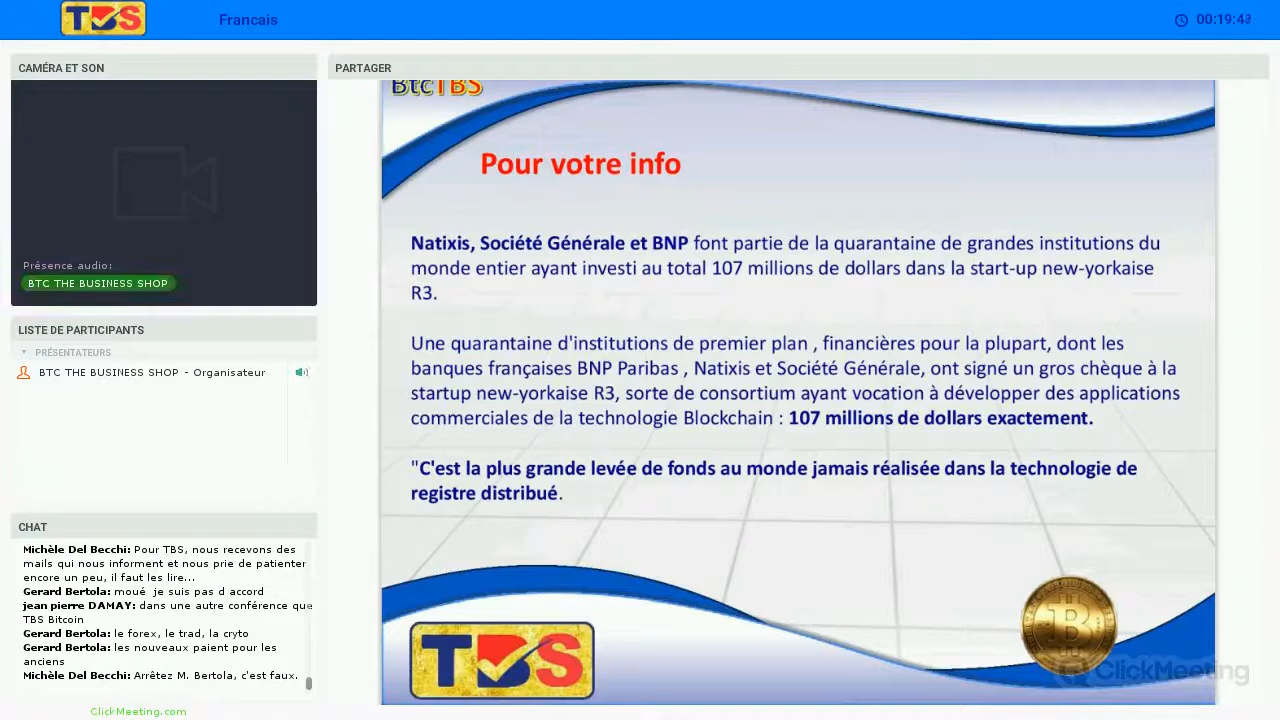 TBS
Francais
00:19:43
CAMÉRA ET SON
PARTAGER
Présence audio:
BTC THE BUSINESS SHOP
LISTE DE PARTICIPANTS
PRÉSENTATEURS
BTC THE BUSINESS SHOP - Organisateur
CHAT
Michèle Del Becchi: Pour TBS, nous recevons des
mails qui nous informent et nous prie de patienter
encore un peu, il faut les lire...
Gerard Bertola: moué je suis pas d accord
jean pierre DAMAY: dans une autre conférence que
TBS Bitcoin
Gerard Bertola: le forex, le trad, la cryto
Gerard Bertola: les nouveaux paient pour les
anciens
Michèle Del Becchi: Arrêtez M. Bertola, c'est faux.
ClickMeeting.com
BtcTBS
Pour votre info
Natixis, Société Générale et BNP font partie de la quarantaine de grandes institutions du
monde entier ayant investi au total 107 millions de dollars dans la start-up new-yorkaise
R3.
Une quarantaine d'institutions de premier plan , financières pour la plupart, dont les
banques françaises BNP Paribas , Natixis et Société Générale, ont signé un gros chèque à la
startup new-yorkaise R3, sorte de consortium ayant vocation à développer des applications
commerciales de la technologie Blockchain : 107 millions de dollars exactement.
"C'est la plus grande levée de fonds au monde jamais réalisée dans la technologie de
registre distribué.
TBS
ClickMeeting